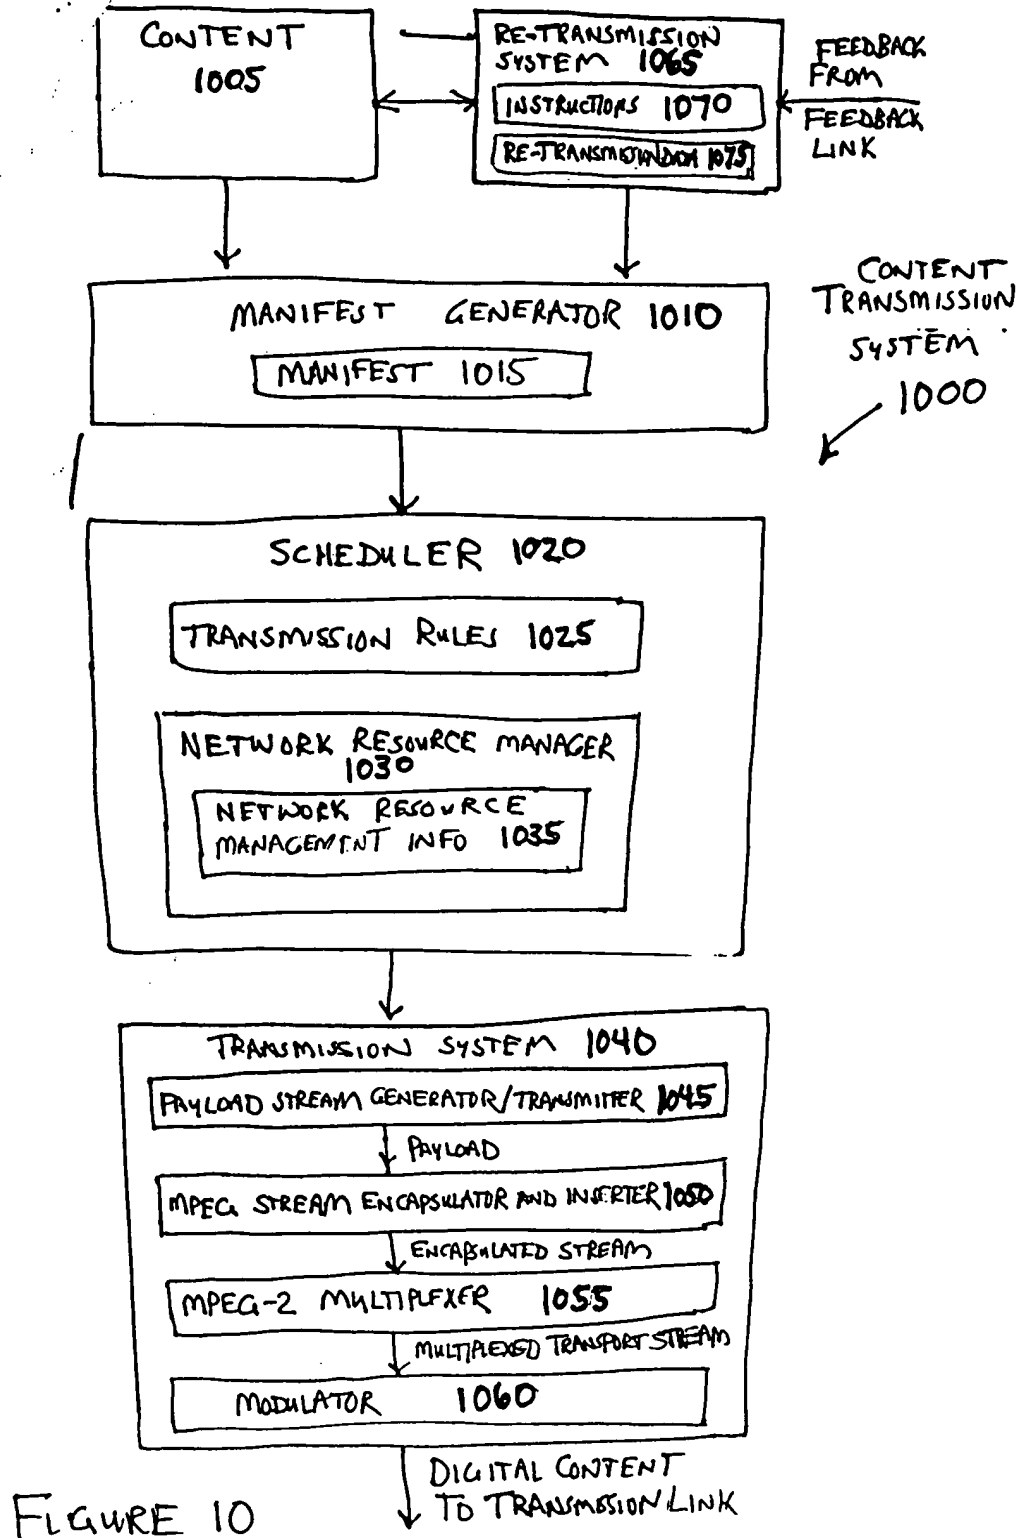 CONTENT
1005
RE-TRANSMISSION
SYSTEM 1065
INSTRUCTIONS 1070
RE-TRANSMISSION DATA 1075
FEEDBACK
FROM
FEEDBACK
LINK
MANIFEST GENERATOR 1010
MANIFEST 1015
CONTENT
TRANSMISSION
SYSTEM
1000
SCHEDULER 1020
TRANSMISSION RULES 1025
NETWORK RESOURCE MANAGER
1030
NETWORK RESOURCE
MANAGEMENT INFO 1035
TRANSMISSION SYSTEM 1040
PAYLOAD STREAM GENERATOR/TRANSMITTER 1045
PAYLOAD
MPEG STREAM ENCAPSULATOR AND INSERTER 1050
ENCAPSULATED STREAM
MPEG-2 MULTIPLEXER 1055
MULTIPLEXED TRANSPORT STREAM
MODULATOR 1060
DIGITAL CONTENT
TO TRANSMISSION LINK
FIGURE 10